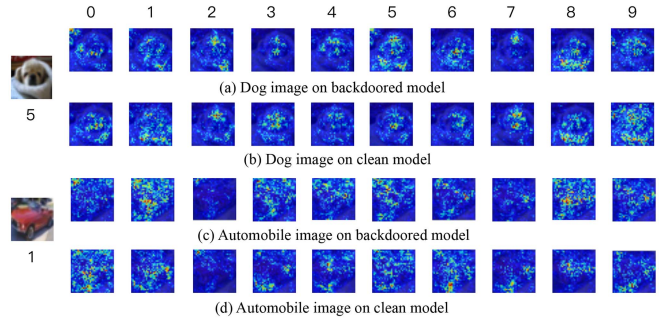 0 1 2 3 4 5 6 7 8 9
(a) Dog image on backdoored model
5
(b) Dog image on clean model
(c) Automobile image on backdoored model
1
(d) Automobile image on clean model